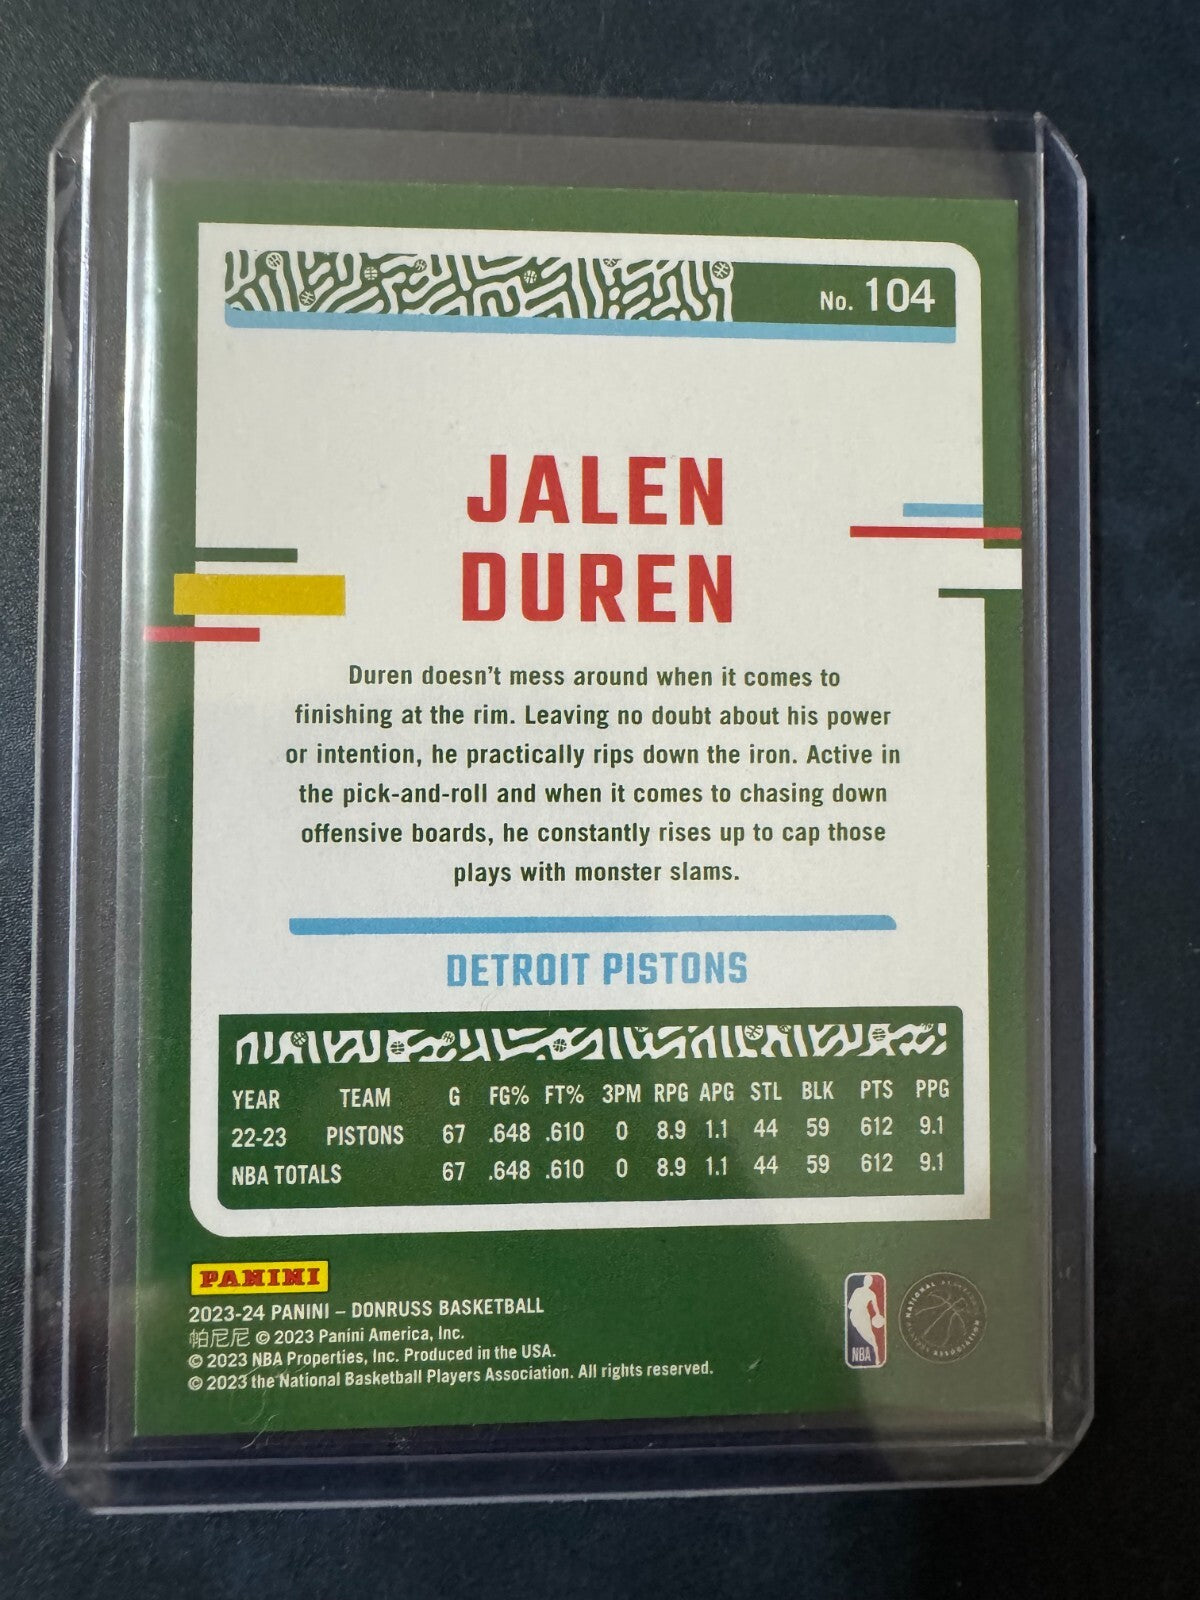 No. 104
JALEN
DUREN
Duren doesn't mess around when it comes to
finishing at the rim. Leaving no doubt about his power
or intention, he practically rips down the iron. Active in
the pick-and-roll and when it comes to chasing down
offensive boards, he constantly rises up to cap those
plays with monster slams.
DETROIT PISTONS
YEAR TEAM G FG% FT% 3PM RPG APG STL BLK PTS PPG
22-23 PISTONS 67 .648 .610 0 8.9 1.1 44 59 612 9.1
NBA TOTALS 67 .648 .610 0 8.9 1.1 44 59 612 9.1
PANINI
2023-24 PANINI – DONRUSS BASKETBALL
帕尼尼 © 2023 Panini America, Inc.
© 2023 NBA Properties, Inc. Produced in the USA.
© 2023 the National Basketball Players Association. All rights reserved.
NBA
NATIONAL BASKETBALL PLAYERS ASSOCIATION